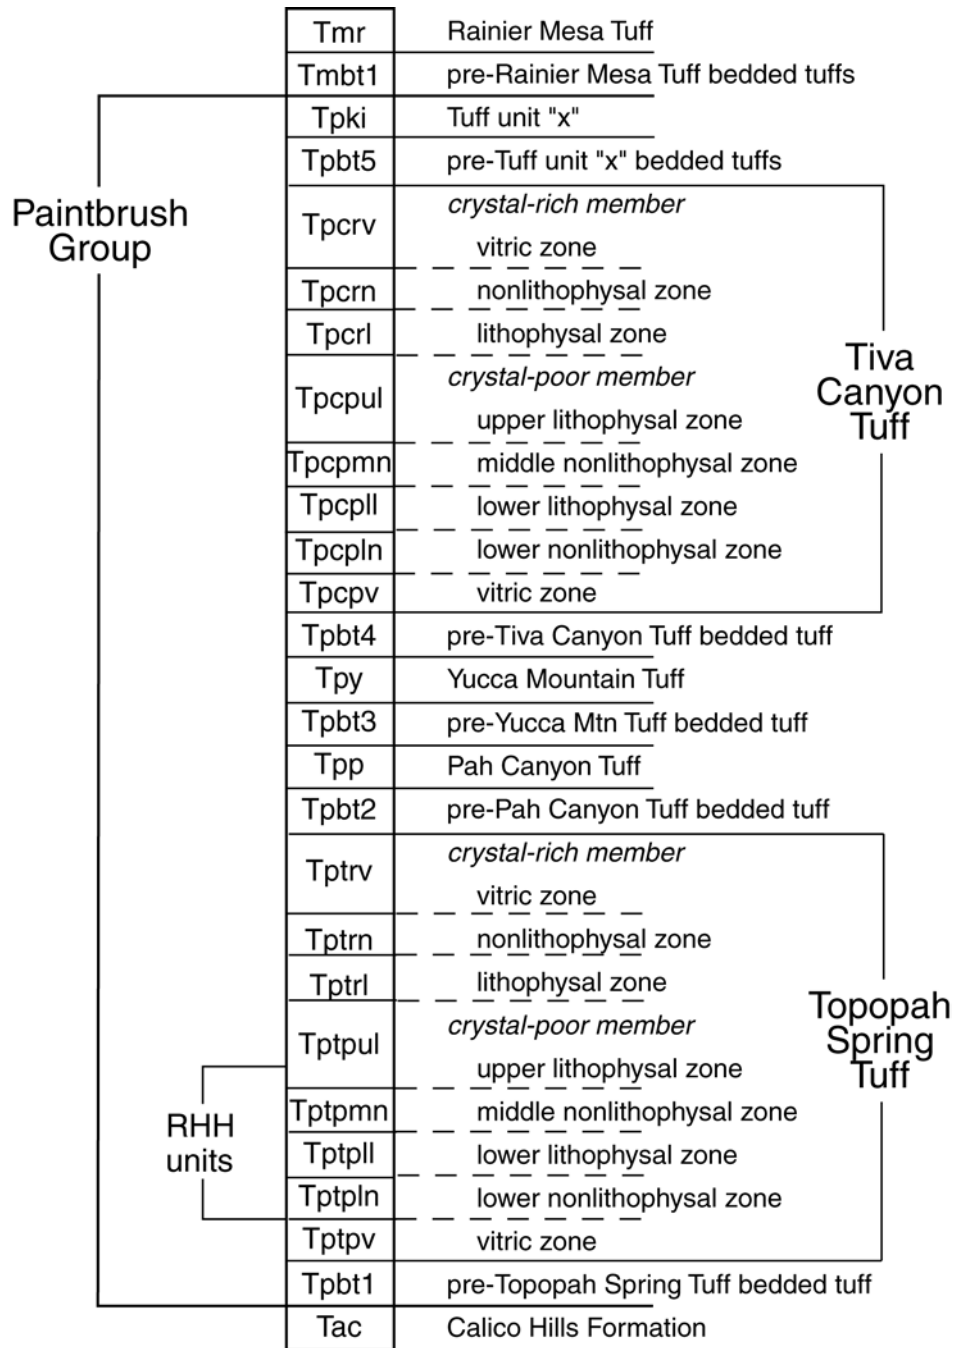 Tmr Rainier Mesa Tuff
Tmbt1 pre-Rainier Mesa Tuff bedded tuffs
Tpki Tuff unit "x"
Tpbt5 pre-Tuff unit "x" bedded tuffs
Paintbrush
Group
crystal-rich member
Tpcrv
vitric zone
Tpcrn nonlithophysal zone
Tpcrl lithophysal zone
Tiva
Canyon
Tuff
crystal-poor member
Tpcpul
upper lithophysal zone
Tpcpmn middle nonlithophysal zone
Tpcpll lower lithophysal zone
Tpcpln lower nonlithophysal zone
Tpcpv vitric zone
Tpbt4 pre-Tiva Canyon Tuff bedded tuff
Tpy Yucca Mountain Tuff
Tpbt3 pre-Yucca Mtn Tuff bedded tuff
Tpp Pah Canyon Tuff
Tpbt2 pre-Pah Canyon Tuff bedded tuff
crystal-rich member
Tptrv
vitric zone
Tptrn nonlithophysal zone
Tptrl lithophysal zone
Topopah
Spring
Tuff
crystal-poor member
Tptpul
upper lithophysal zone
RHH
units
Tptpmn middle nonlithophysal zone
Tptpll lower lithophysal zone
Tptpln lower nonlithophysal zone
Tptpv vitric zone
Tpbt1 pre-Topopah Spring Tuff bedded tuff
Tac Calico Hills Formation